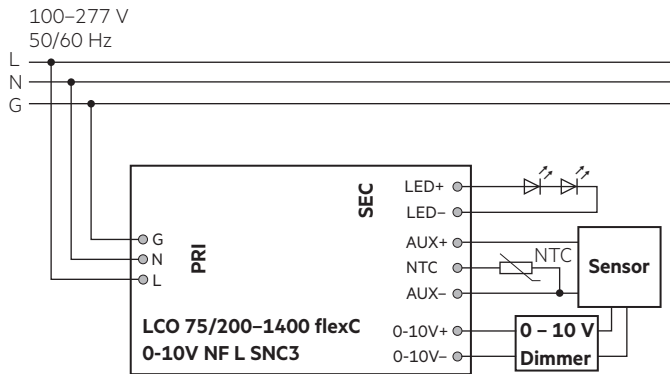 100–277 V
50/60 Hz
L
N
G
LED+
SEC
LED–
AUX+
G
N
PRI
NTC
NTC
Sensor
L
AUX–
LCO 75/200–1400 flexC
0-10V+
0 – 10 V
0-10V NF L SNC3
0-10V–
Dimmer